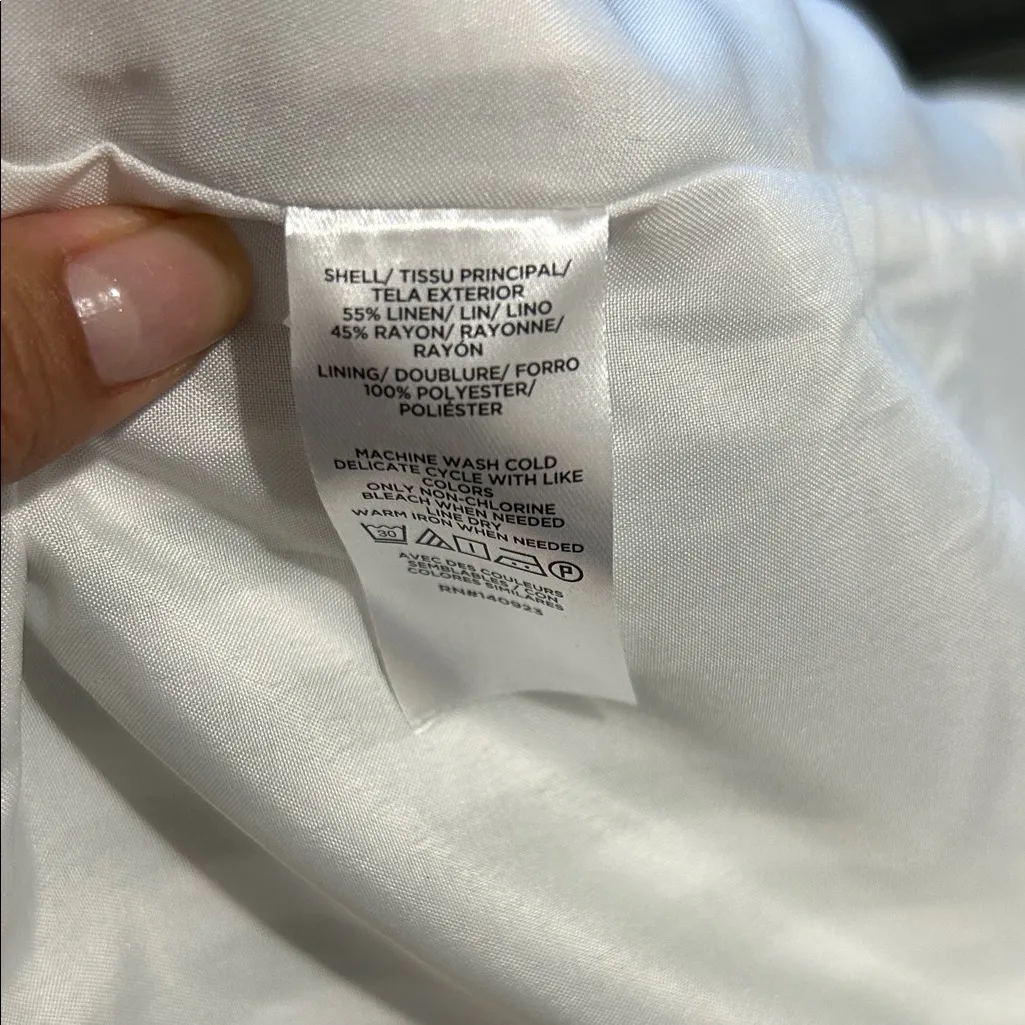 SHELL/ TISSU PRINCIPAL/
TELA EXTERIOR
55% LINEN/ LIN/ LINO
45% RAYON/ RAYONNE/
RAYÓN
LINING/ DOUBLURE/ FORRO
100% POLYESTER/
POLIÉSTER
MACHINE WASH COLD
DELICATE CYCLE WITH LIKE
COLORS
ONLY NON-CHLORINE
BLEACH WHEN NEEDED
LINE DRY
WARM IRON WHEN NEEDED
30 P
AVEC DES COULEURS
SEMBLABLES / CON
COLORES SIMILARES
RN#140923